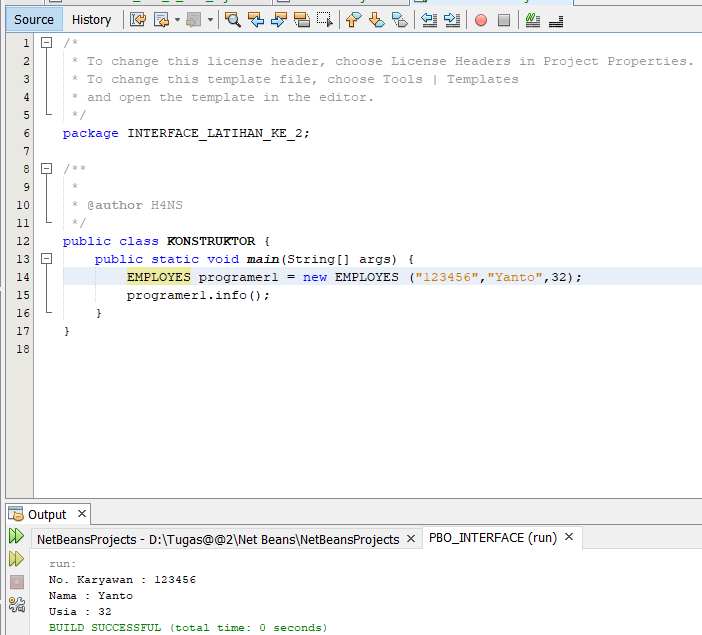 Source History
1 /*
2 * To change this license header, choose License Headers in Project Properties.
3 * To change this template file, choose Tools | Templates
4 * and open the template in the editor.
5 */
6 package INTERFACE_LATIHAN_KE_2;
7
8 /**
9 *
10 * @author H4NS
11 */
12 public class KONSTRUKTOR {
13 public static void main(String[] args) {
14 EMPLOYES programer1 = new EMPLOYES ("123456","Yanto",32);
15 programer1.info();
16 }
17 }
18
Output
NetBeansProjects - D:\Tugas@@2\Net Beans\NetBeansProjects PBO_INTERFACE (run)
run:
No. Karyawan : 123456
Nama : Yanto
Usia : 32
BUILD SUCCESSFUL (total time: 0 seconds)